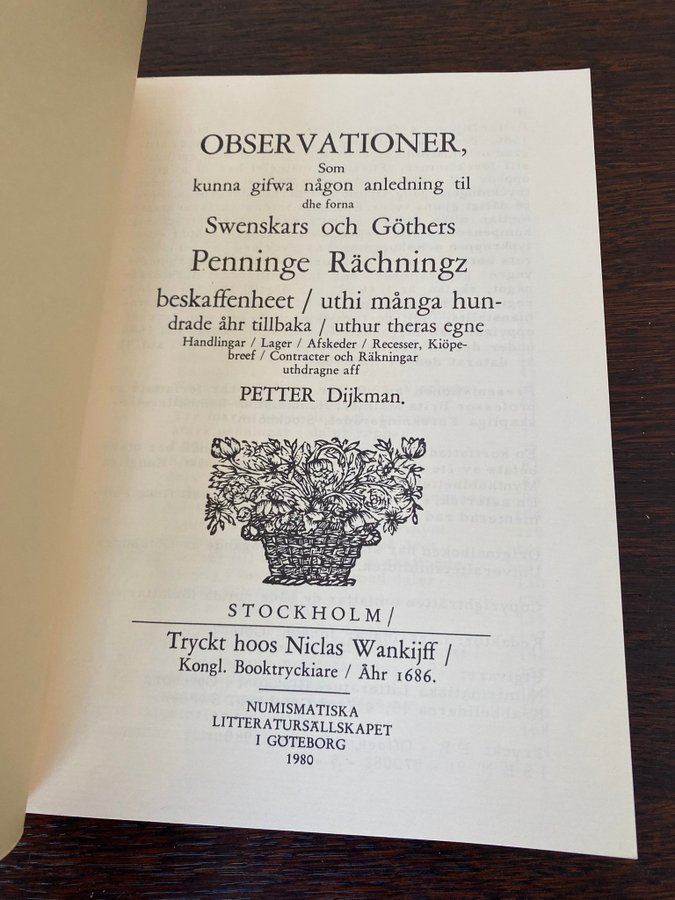 OBSERVATIONER,
Som
kunna gifwa någon anledning til
dhe forna
Swenskars och Göthers
Penninge Rächningz
beskaffenheet / uthi många hun-
drade åhr tillbaka / uthur theras egne
Handlingar / Lager / Afskeder / Recesser, Kiöpe-
breef / Contracter och Räkningar
uthdragne aff
PETTER Dijkman.
STOCKHOLM /
Tryckt hoos Niclas Wankijff /
Kongl. Booktryckiare / Åhr 1686.
NUMISMATISKA
LITTERATURSÄLLSKAPET
I GÖTEBORG
1980